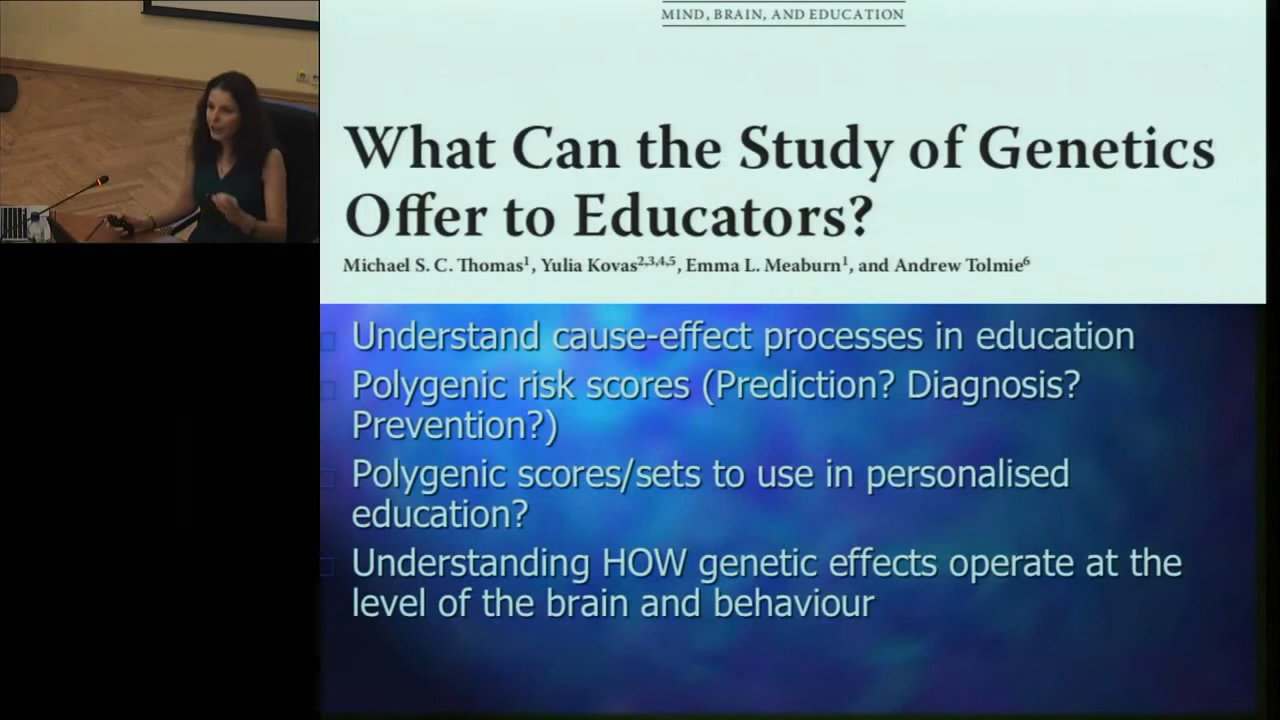 MIND, BRAIN, AND EDUCATION
What Can the Study of Genetics
Offer to Educators?
Michael S. C. Thomas1, Yulia Kovas2,3,4,5, Emma L. Meaburn1, and Andrew Tolmie6
Understand cause-effect processes in education
Polygenic risk scores (Prediction? Diagnosis?
Prevention?)
Polygenic scores/sets to use in personalised
education?
Understanding HOW genetic effects operate at the
level of the brain and behaviour